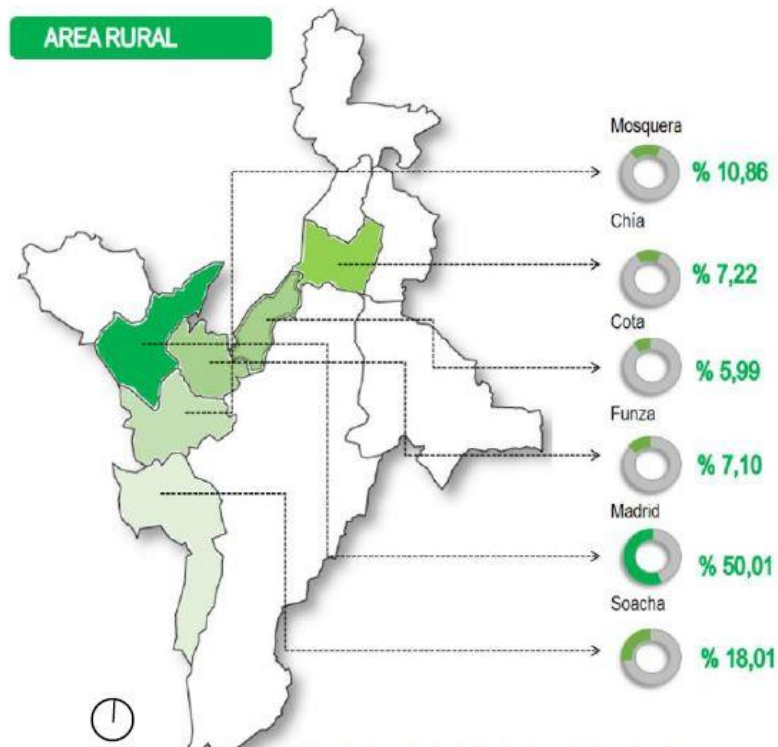 AREA RURAL
Mosquera
% 10,86
Chía
% 7,22
Cota
% 5,99
Funza
% 7,10
Madrid
% 50,01
Soacha
% 18,01